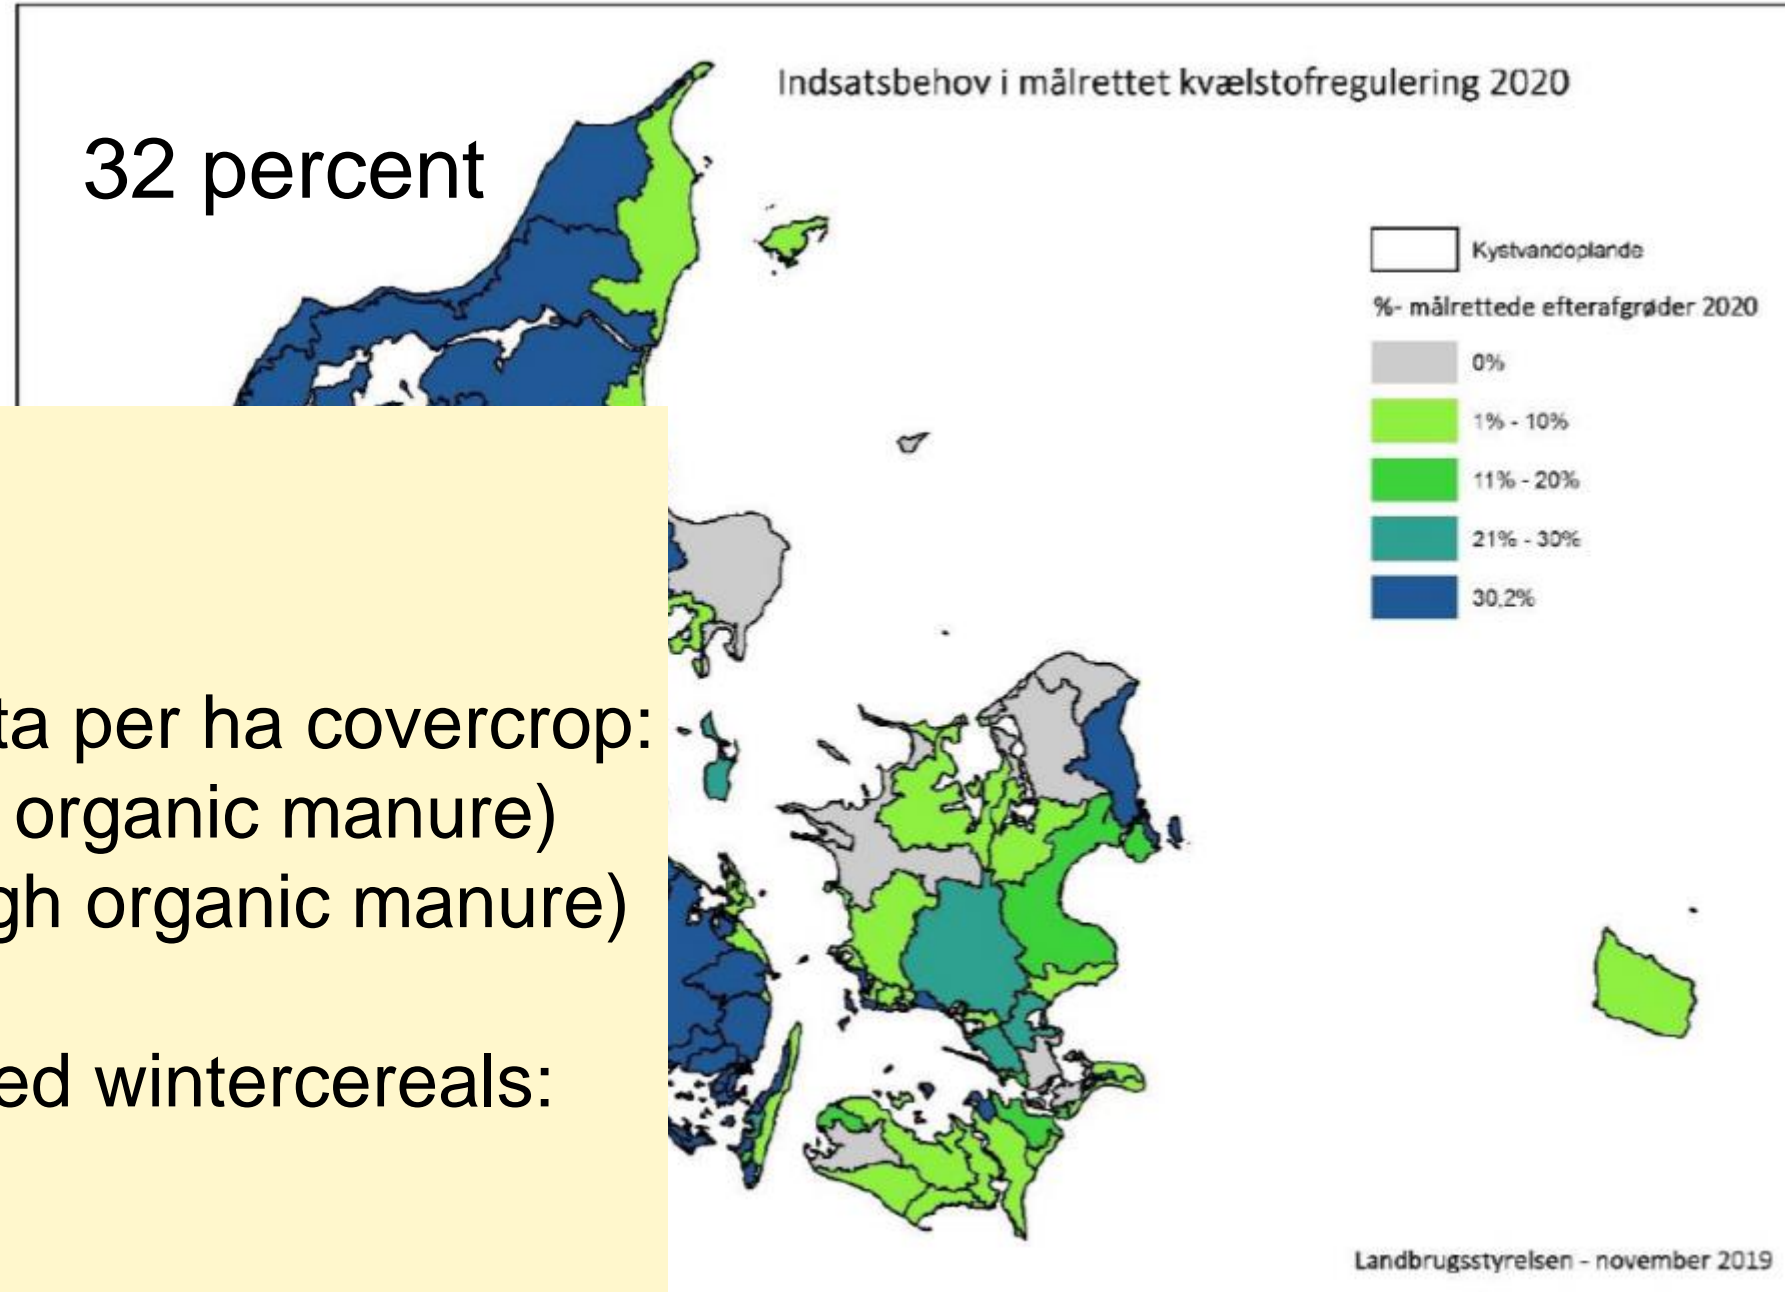 Indsatsbehov i målrettet kvælstofregulering 2020
32 percent
Kystvandoplande
%- målrettede efterafgrøder 2020
0%
1% - 10%
11% - 20%
21% - 30%
30,2%
ta per ha covercrop:
organic manure)
gh organic manure)
ed wintercereals:
Landbrugsstyrelsen - november 2019